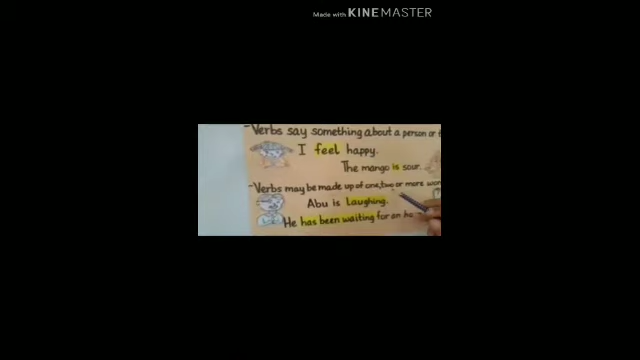 Made with KINEMASTER
-Verbs say something about a person or
I feel happy.
The mango is sour.
-Verbs may be made up of one, two or more
Abu is laughing.
He has been waiting for an